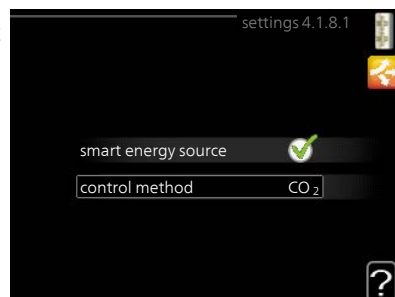 settings 4.1.8.1
smart energy source
control method CO₂
?